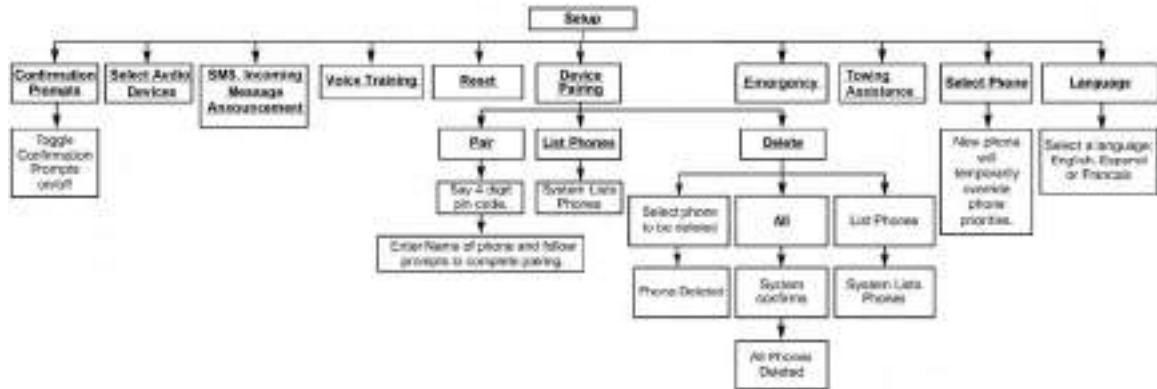 Setup
Confirmation
Prompts
Select Audio
Devices
SMS, Incoming
Message
Announcement
Voice Training
Reset
Device
Pairing
Emergency
Towing
Assistance
Select Phone
Language
Toggle
Confirmation
Prompts
on/off
Pair
List Phones
Delete
New phone
will
temporarily
override
phone
priorities.
Select a language:
English, Espanol
or Francais
Say 4 digit
pin code.
System Lists
Phones
Select phone
to be deleted
All
List Phones
Enter Name of phone and follow
prompts to complete pairing.
Phone Deleted
System
confirms
System Lists
Phones
All Phones
Deleted